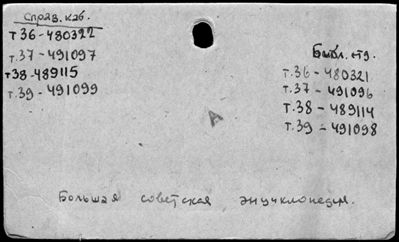 Справ. каб.
т 36 - 480322
т. 37 - 491097
т 38 - 489115
т. 39 - 491099
Библ. отд.
т. 36 - 480321
т. 37 - 491096
т. 38 - 489114
т. 39 - 491098
А
Большая советская энциклопедия.